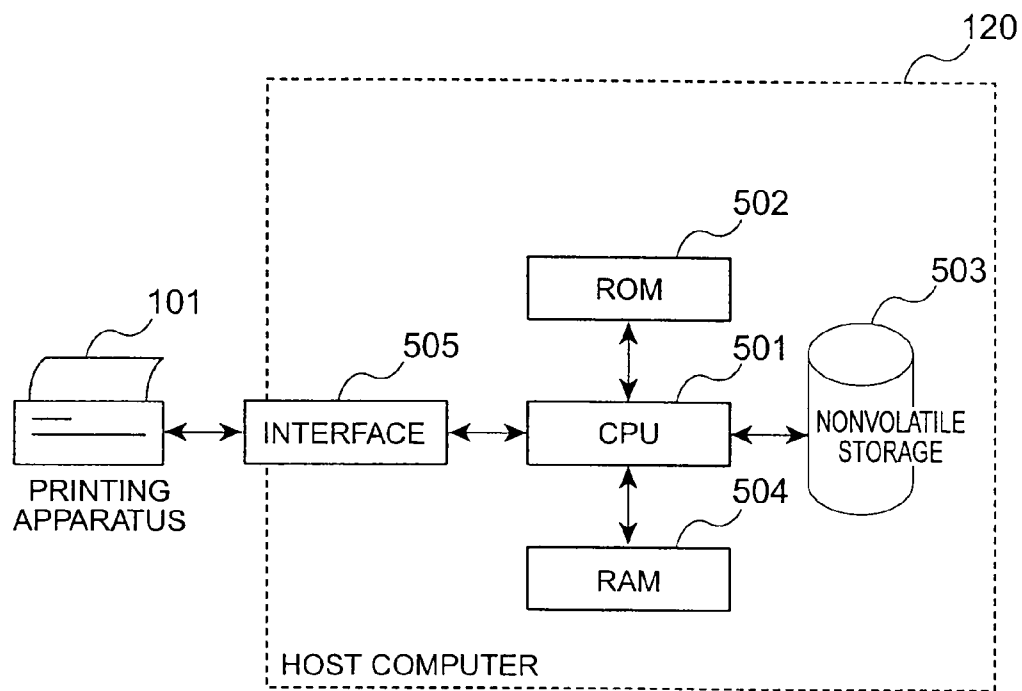 120
502
ROM
503
101
505
501
INTERFACE
CPU
NONVOLATILE
STORAGE
PRINTING
APPARATUS
504
RAM
HOST COMPUTER